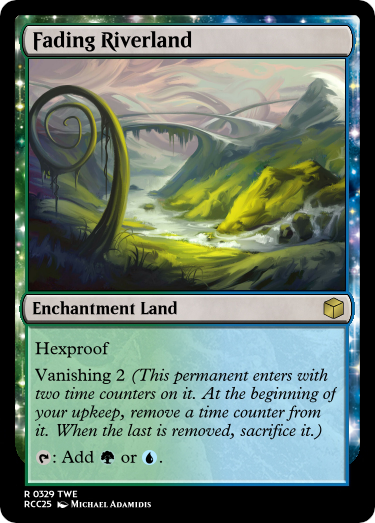 Fading Riverland
Enchantment Land
Hexproof
Vanishing 2 (This permanent enters with
two time counters on it. At the beginning of
your upkeep, remove a time counter from
it. When the last is removed, sacrifice it.)
: Add or .
R 0329 TWE
RCC25 Michael Adamidis